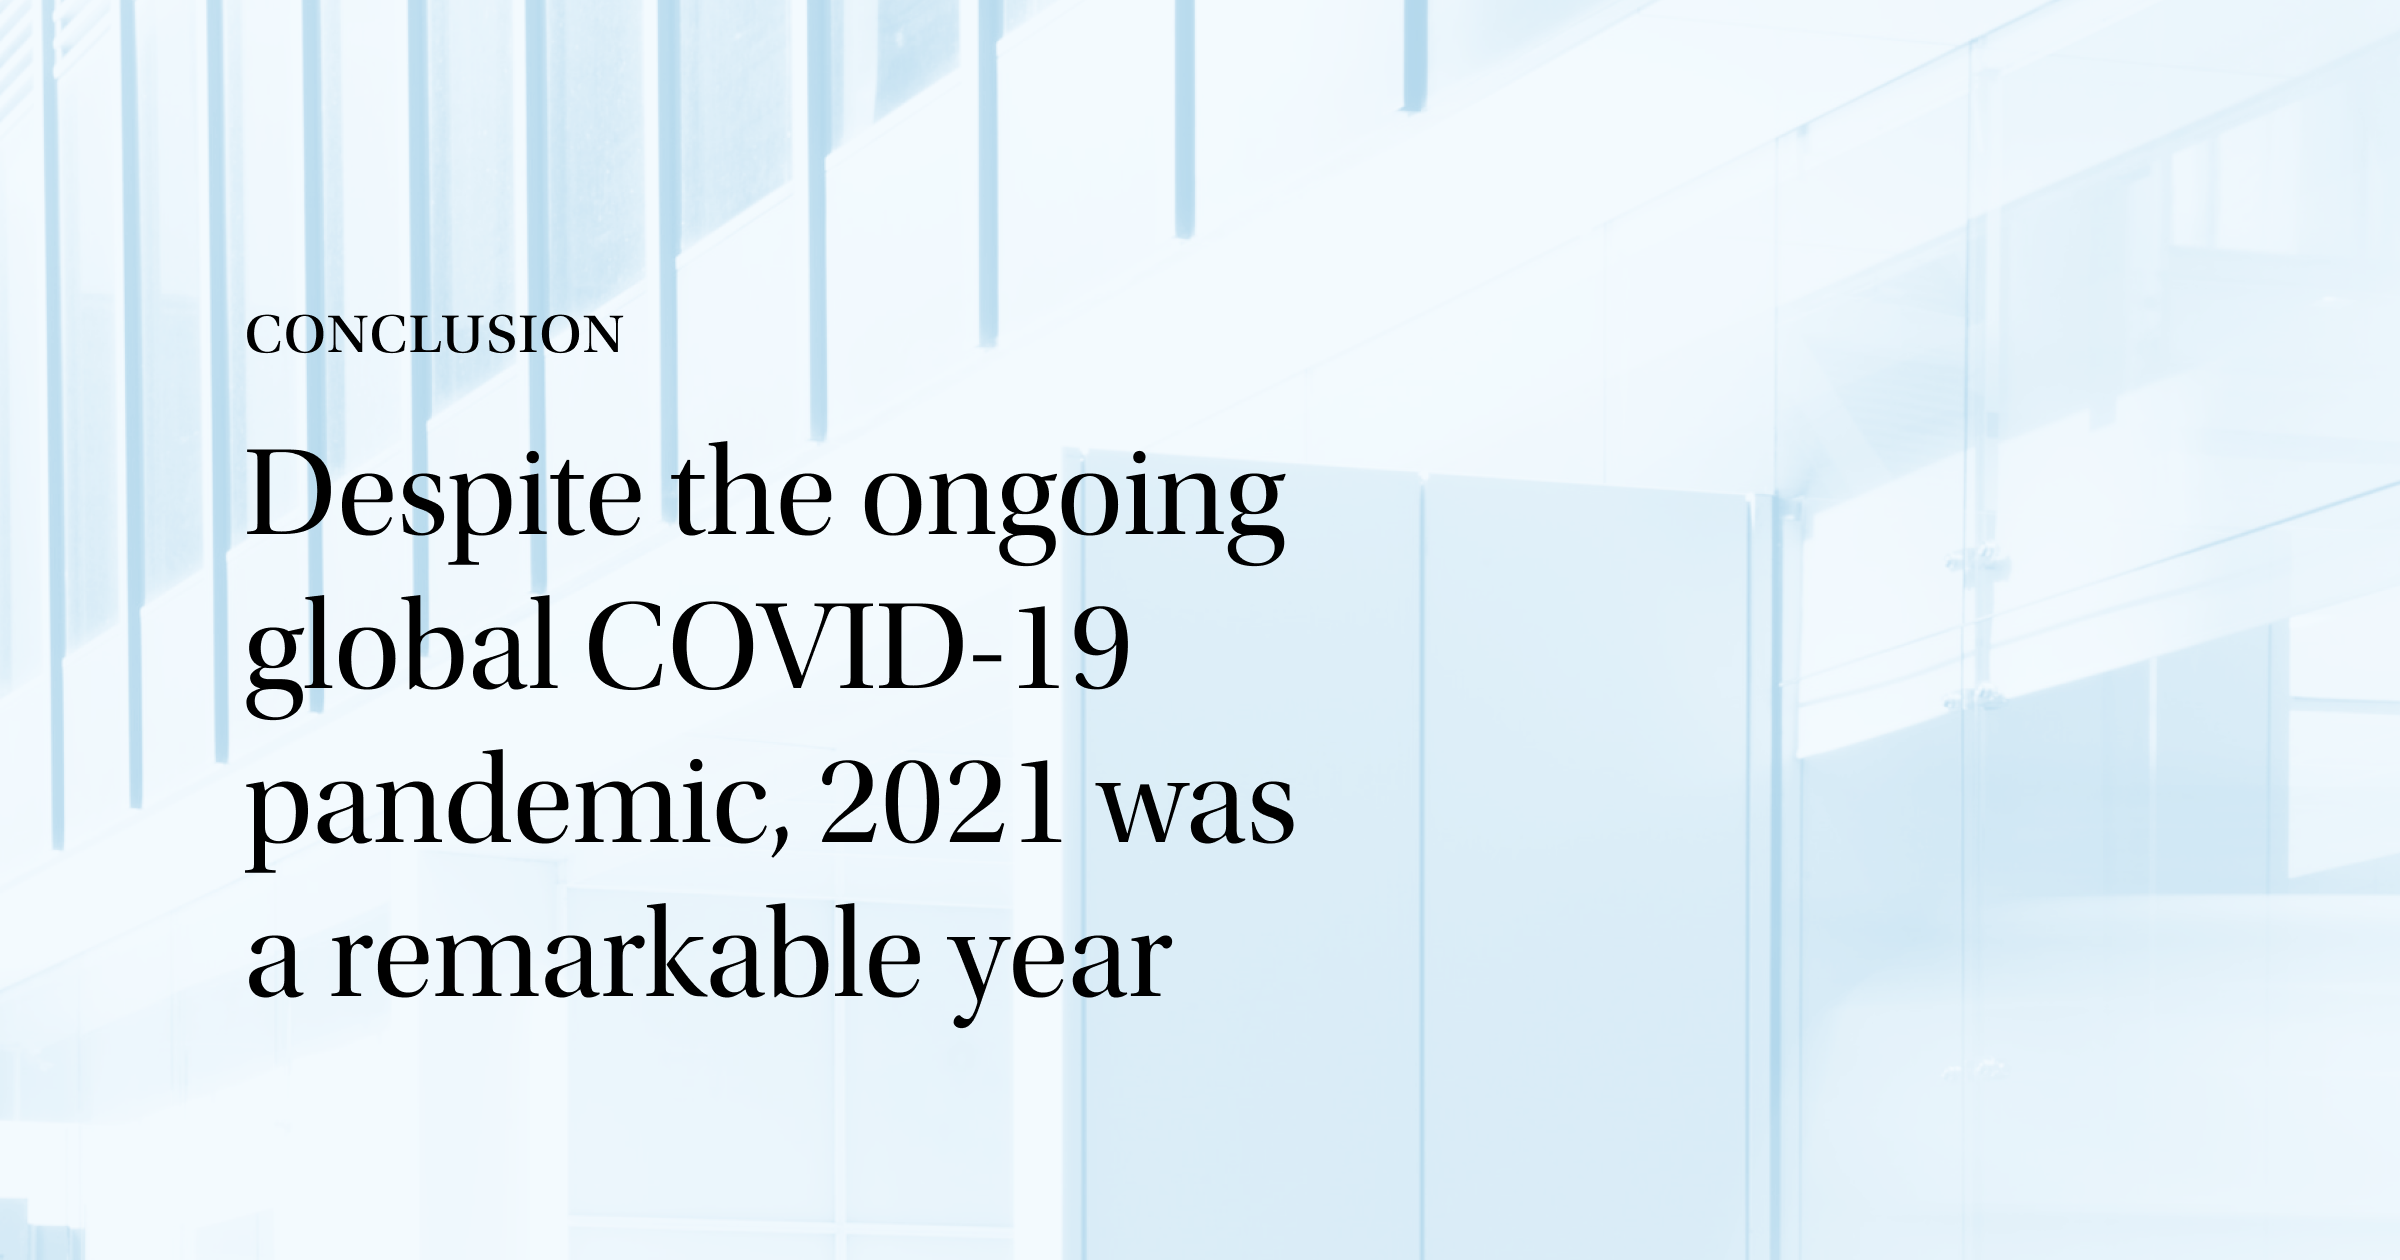 CONCLUSION
Despite the ongoing
global COVID-19
pandemic, 2021 was
a remarkable year